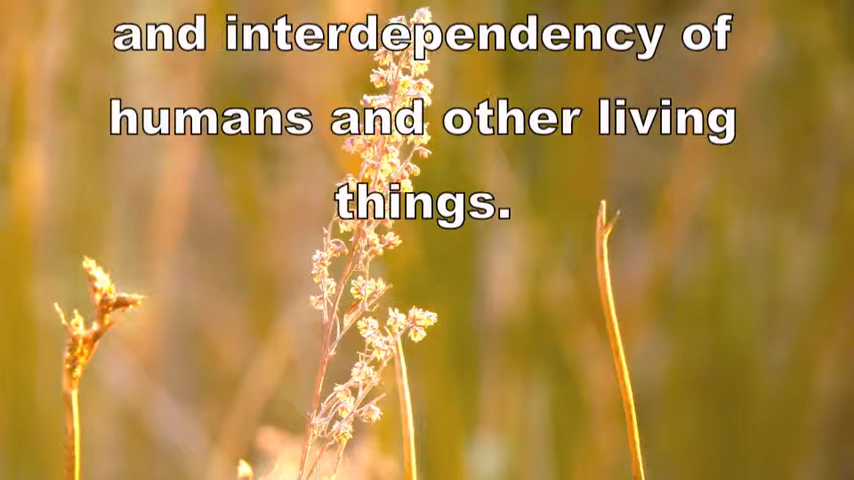 and interdependency of
humans and other living
things.